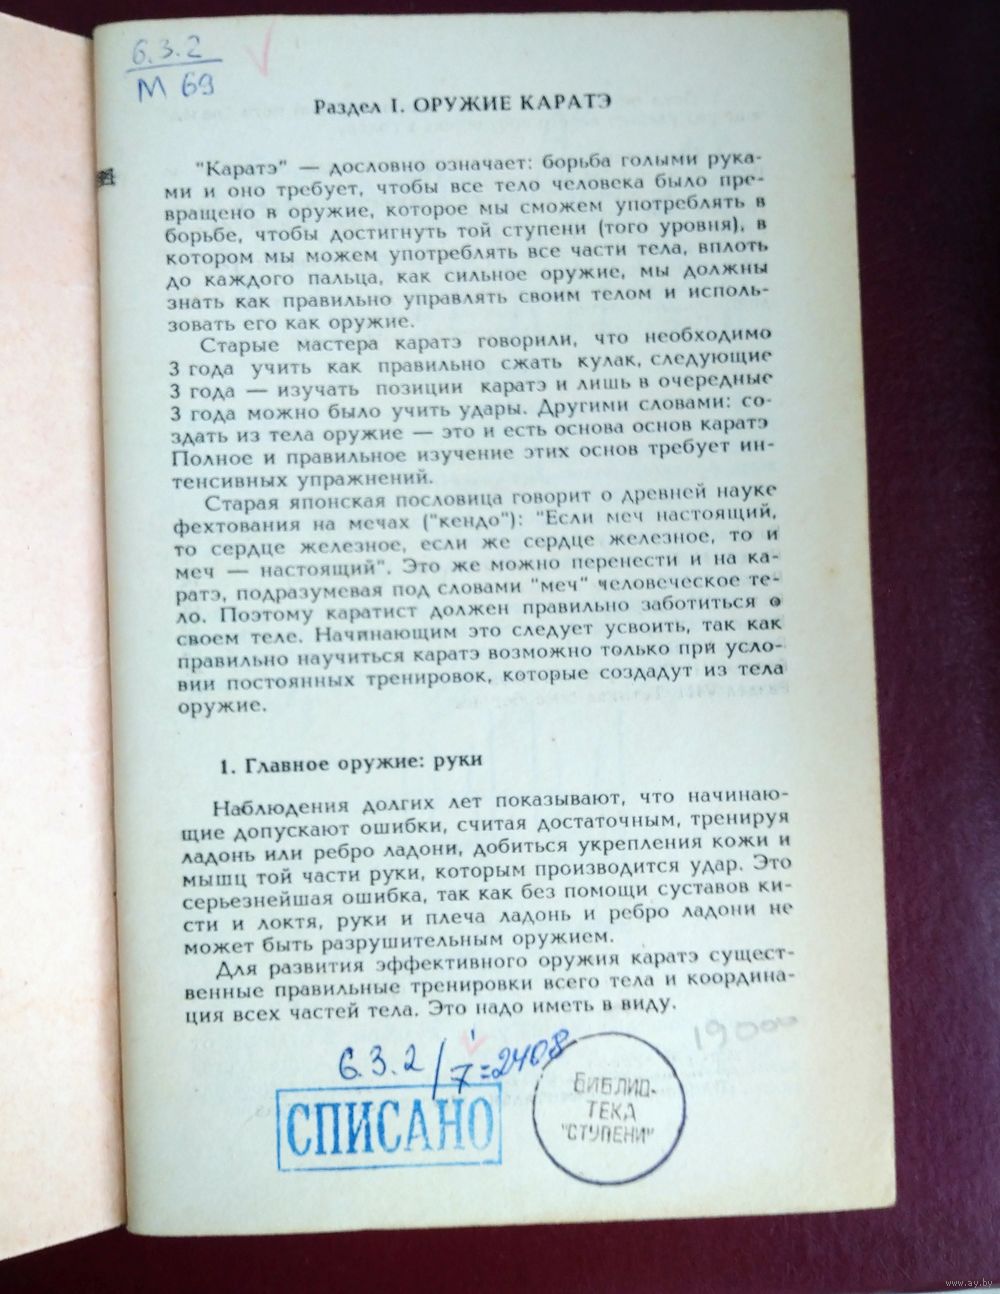 6.3.2
М 69
Раздел I. ОРУЖИЕ КАРАТЭ
"Каратэ" — дословно означает: борьба голыми рука-
ми и оно требует, чтобы все тело человека было пре-
вращено в оружие, которое мы сможем употреблять в
борьбе, чтобы достигнуть той ступени (того уровня), в
котором мы можем употреблять все части тела, вплоть
до каждого пальца, как сильное оружие, мы должны
знать как правильно управлять своим телом и исполь-
зовать его как оружие.
Старые мастера каратэ говорили, что необходимо
3 года учить как правильно сжать кулак, следующие
3 года — изучать позиции каратэ и лишь в очередные
3 года можно было учить удары. Другими словами: со-
здать из тела оружие — это и есть основа основ каратэ
Полное и правильное изучение этих основ требует ин-
тенсивных упражнений.
Старая японская пословица говорит о древней науке
фехтования на мечах ("кендо"): "Если меч настоящий,
то сердце железное, если же сердце железное, то и
меч — настоящий". Это же можно перенести и на ка-
ратэ, подразумевая под словами "меч" человеческое те-
ло. Поэтому каратист должен правильно заботиться о
своем теле. Начинающим это следует усвоить, так как
правильно научиться каратэ возможно только при усло-
вии постоянных тренировок, которые создадут из тела
оружие.
1. Главное оружие: руки
Наблюдения долгих лет показывают, что начинаю-
щие допускают ошибки, считая достаточным, тренируя
ладонь или ребро ладони, добиться укрепления кожи и
мышц той части руки, которым производится удар. Это
серьезнейшая ошибка, так как без помощи суставов ки-
сти и локтя, руки и плеча ладонь и ребро ладони не
может быть разрушительным оружием.
Для развития эффективного оружия каратэ сущест-
венные правильные тренировки всего тела и координа-
ция всех частей тела. Это надо иметь в виду.
6.3.2/7=2408
СПИСАНО
БИБЛИО-
ТЕКА
"СТУПЕНИ"
www.ay.by